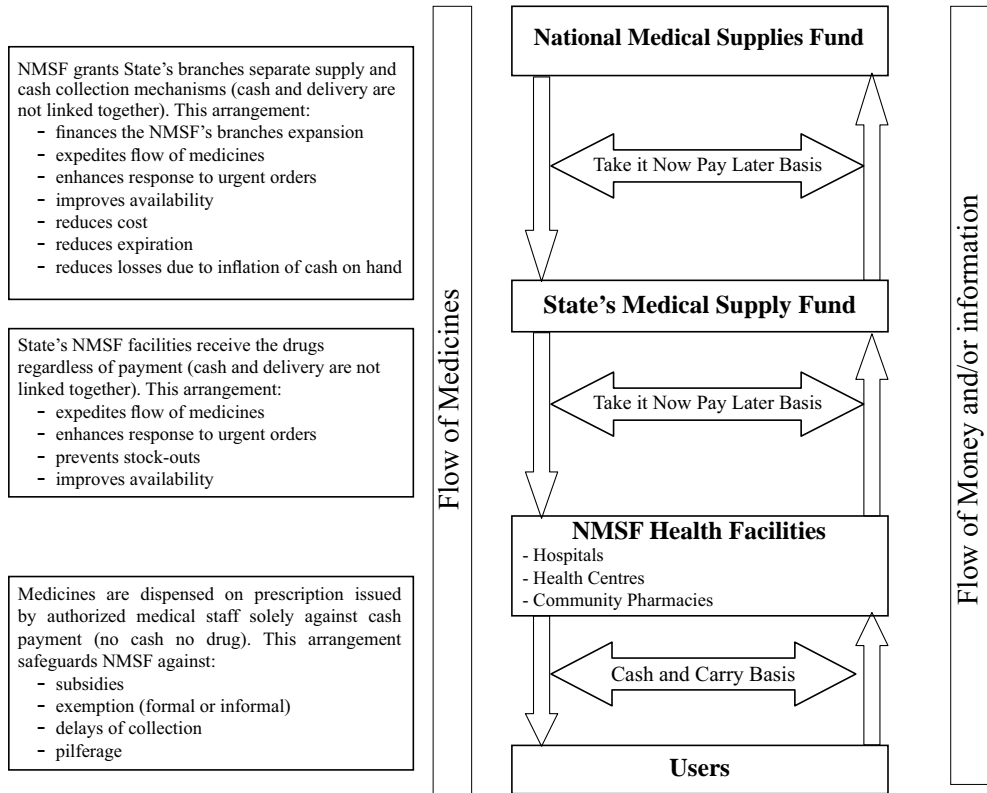 NMSF grants State's branches separate supply and
cash collection mechanisms (cash and delivery are
not linked together). This arrangement:
- finances the NMSF's branches expansion
- expedites flow of medicines
- enhances response to urgent orders
- improves availability
- reduces cost
- reduces expiration
- reduces losses due to inflation of cash on hand
State's NMSF facilities receive the drugs
regardless of payment (cash and delivery are not
linked together). This arrangement:
- expedites flow of medicines
- enhances response to urgent orders
- prevents stock-outs
- improves availability
Medicines are dispensed on prescription issued
by authorized medical staff solely against cash
payment (no cash no drug). This arrangement
safeguards NMSF against:
- subsidies
- exemption (formal or informal)
- delays of collection
- pilferage
Flow of Medicines
National Medical Supplies Fund
Take it Now Pay Later Basis
State's Medical Supply Fund
Take it Now Pay Later Basis
NMSF Health Facilities
- Hospitals
- Health Centres
- Community Pharmacies
Cash and Carry Basis
Users
Flow of Money and/or information